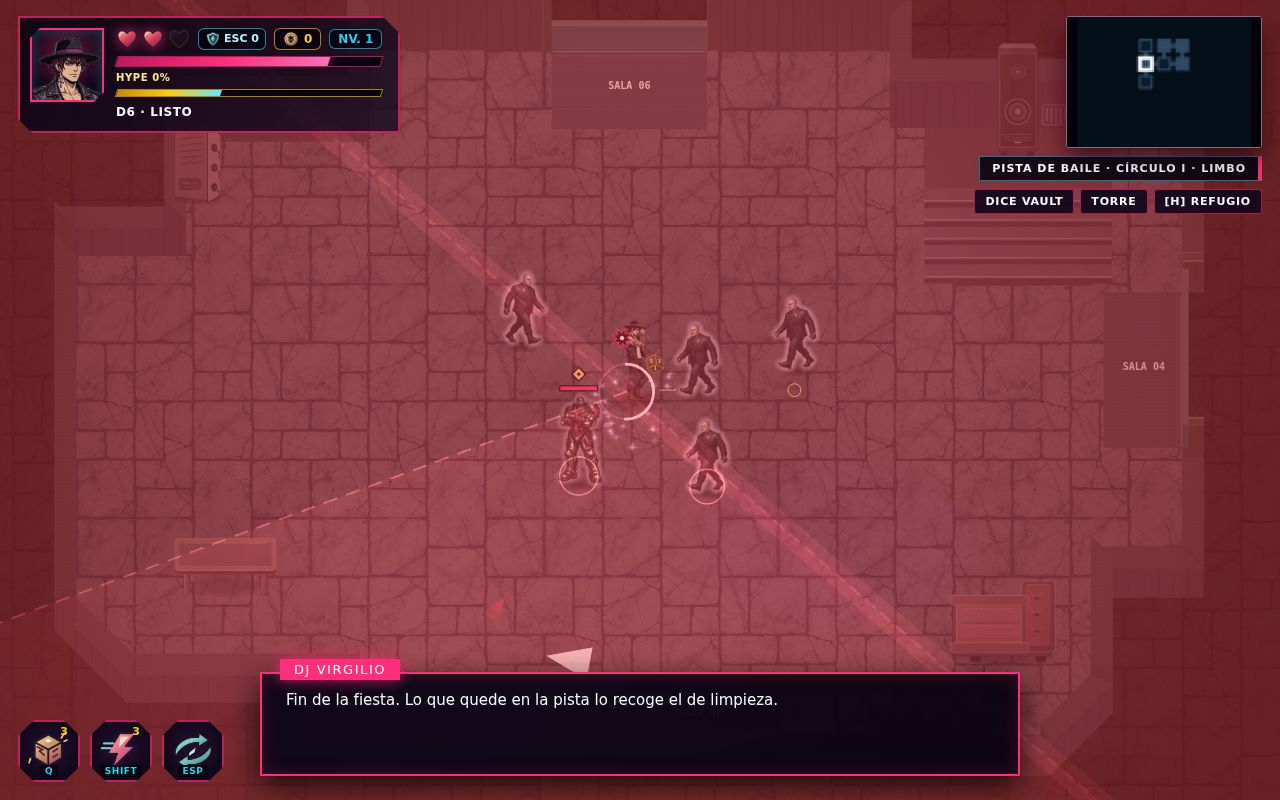 ESC 0
0
NV. 1
HYPE 0%
D6 · LISTO
SALA 06
PISTA DE BAILE · CÍRCULO I · LIMBO
DICE VAULT
TORRE
[H] REFUGIO
SALA 04
DJ VIRGILIO
Fin de la fiesta. Lo que quede en la pista lo recoge el de limpieza.
3
Q
3
SHIFT
ESP